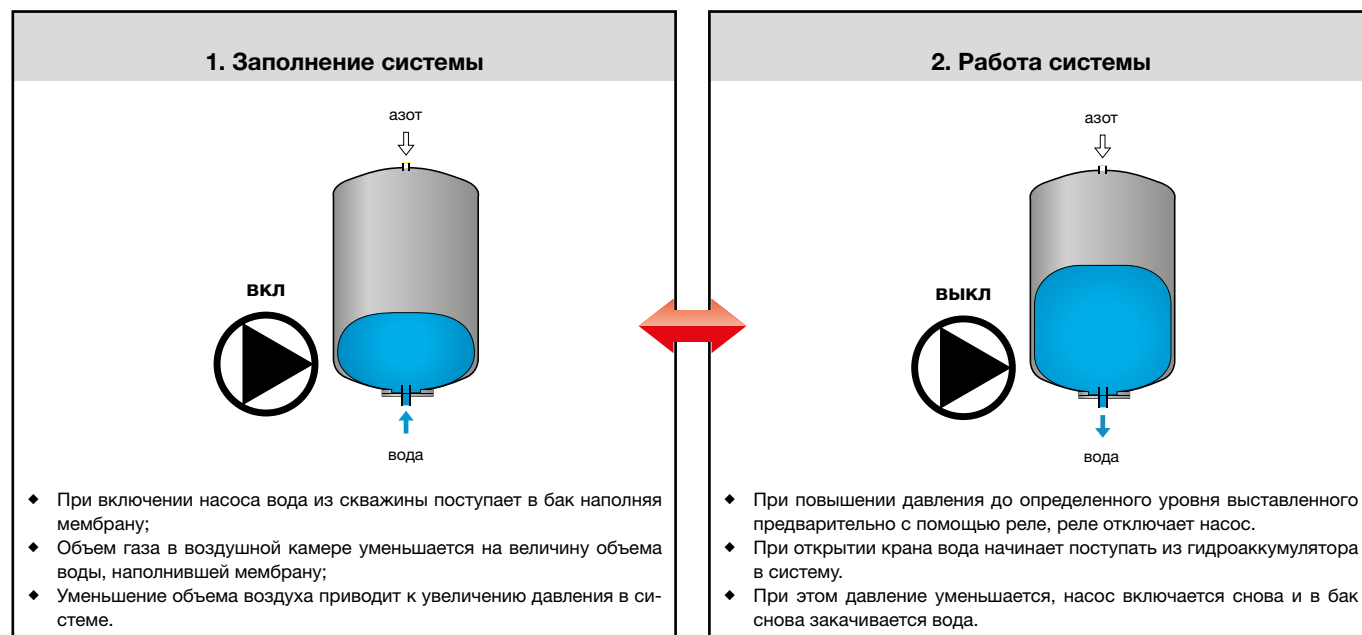 1. Заполнение системы
азот
ВКЛ
вода
◆ При включении насоса вода из скважины поступает в бак наполняя
мембрану;
◆ Объем газа в воздушной камере уменьшается на величину объема
воды, наполнившей мембрану;
◆ Уменьшение объема воздуха приводит к увеличению давления в си-
стеме.
2. Работа системы
азот
ВЫКЛ
вода
◆ При повышении давления до определенного уровня выставленного
предварительно с помощью реле, реле отключает насос.
◆ При открытии крана вода начинает поступать из гидроаккумулятора
в систему.
◆ При этом давление уменьшается, насос включается снова и в бак
снова закачивается вода.